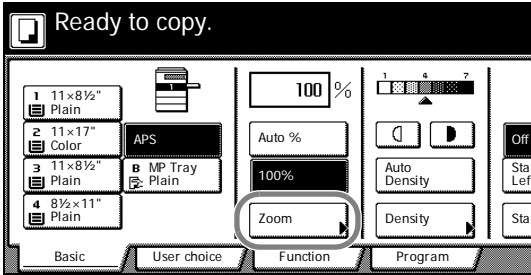 Ready to copy.
1 11×8½"
Plain
2 11×17"
Color
3 11×8½"
Plain
4 8½×11"
Plain
1
APS
B MP Tray
Plain
100 %
Auto %
100%
Zoom
1 4 7
Auto
Density
Density
Off
Sta
Lef
Sta
Basic
User choice
Function
Program